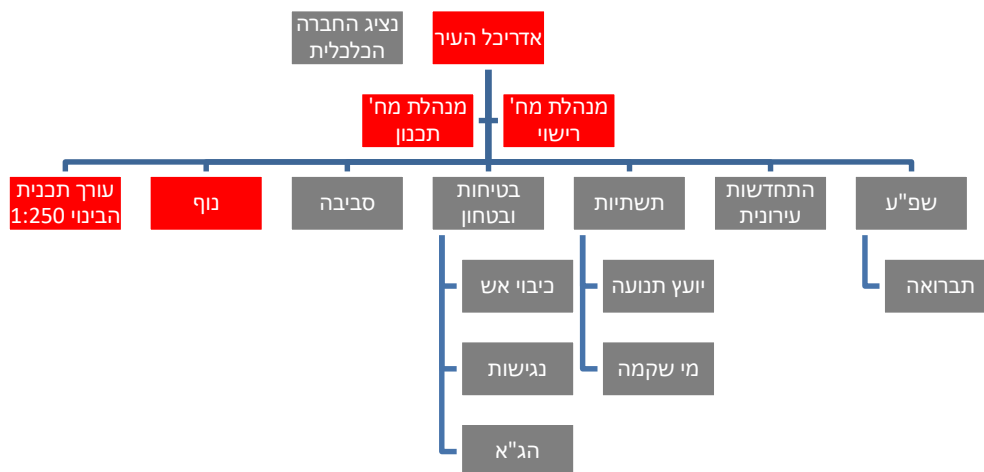 אדריכל העיר
נציג החברה
הכלכלית
מנהלת מח'
רישוי
מנהלת מח'
תכנון
שפ"ע
התחדשות
עירונית
תשתיות
בטיחות
ובטחון
סביבה
נוף
עורך תכנית
הבינוי 1:250
תברואה
יועץ תנועה
כיבוי אש
מי שקמה
נגישות
הג"א